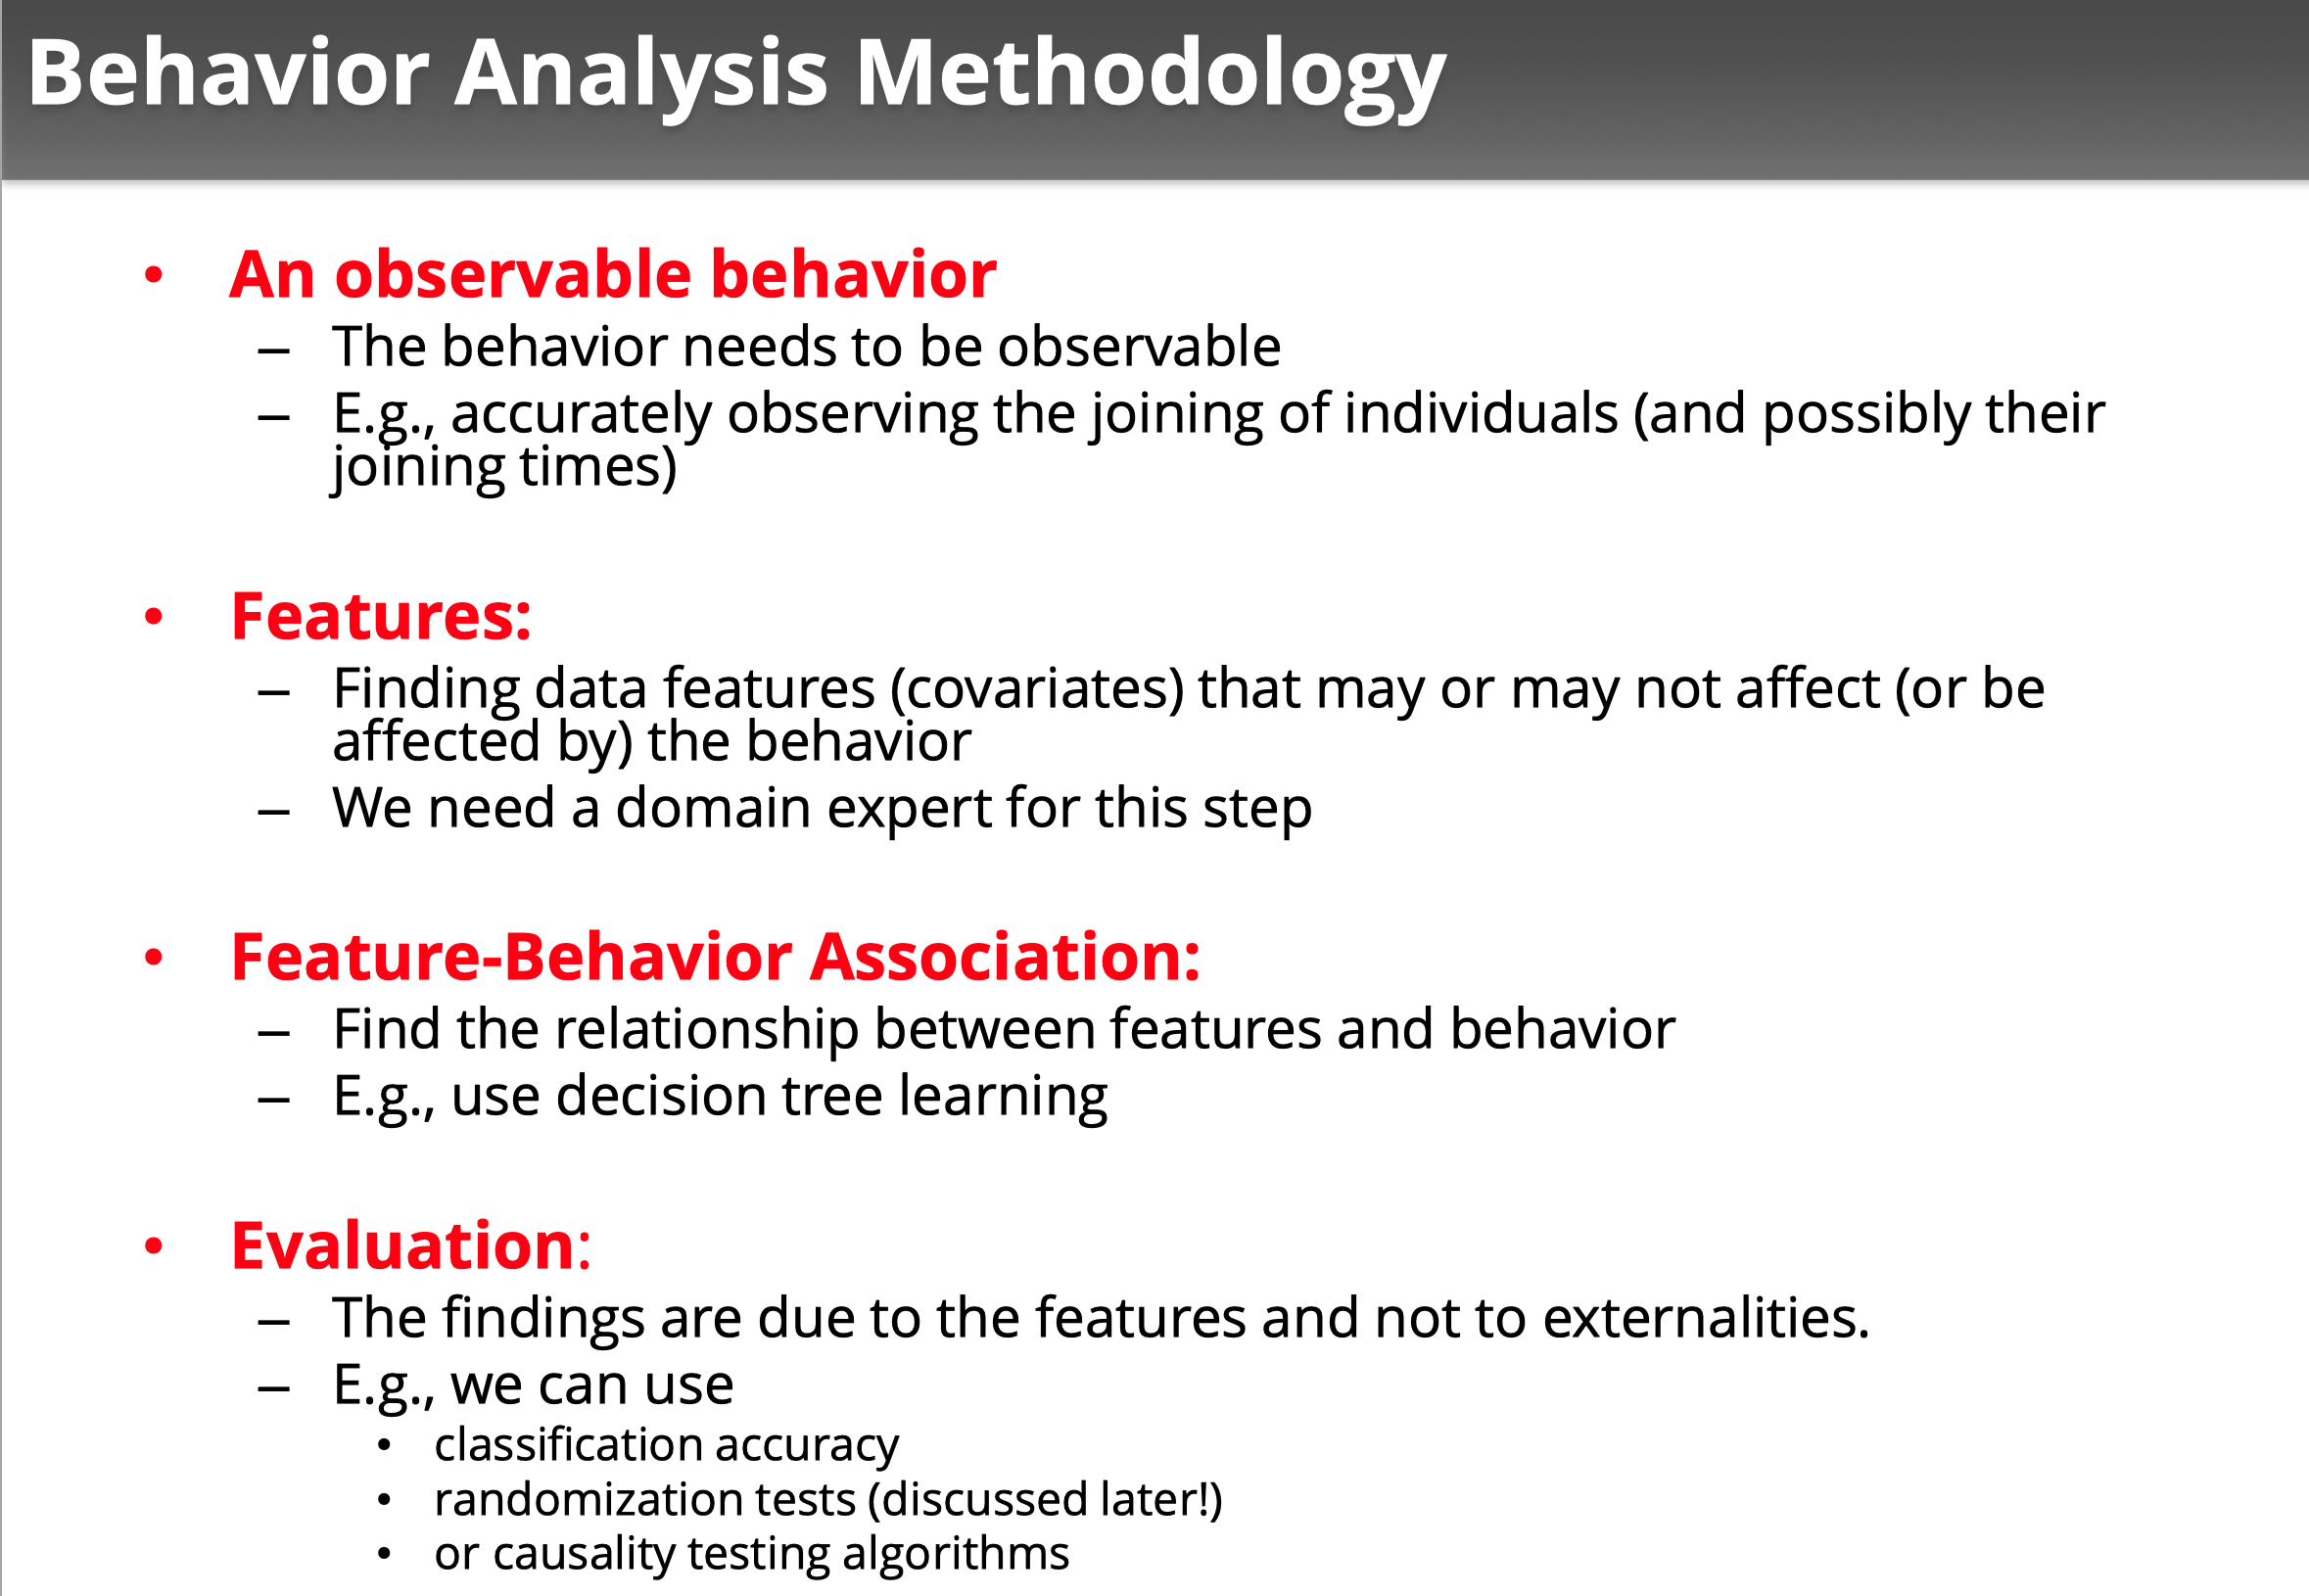 Behavior Analysis Methodology
• An observable behavior
– The behavior needs to be observable
– E.g., accurately observing the joining of individuals (and possibly their
joining times)
• Features:
– Finding data features (covariates) that may or may not affect (or be
affected by) the behavior
– We need a domain expert for this step
• Feature-Behavior Association:
– Find the relationship between features and behavior
– E.g., use decision tree learning
• Evaluation:
– The findings are due to the features and not to externalities.
– E.g., we can use
• classification accuracy
• randomization tests (discussed later!)
• or causality testing algorithms